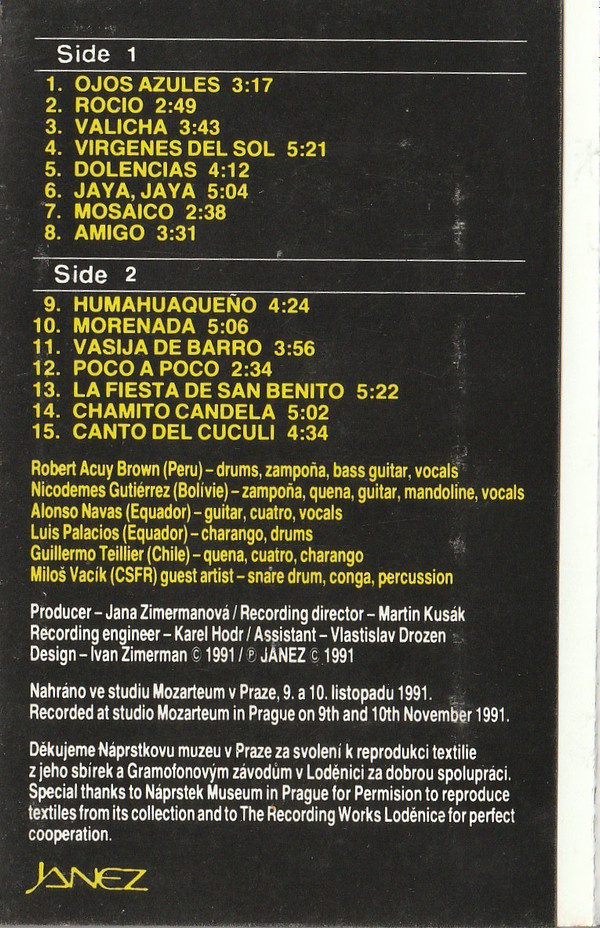 Side 1
1. OJOS AZULES 3:17
2. ROCIO 2:49
3. VALICHA 3:43
4. VIRGENES DEL SOL 5:21
5. DOLENCIAS 4:12
6. JAYA, JAYA 5:04
7. MOSAICO 2:38
8. AMIGO 3:31
Side 2
9. HUMAHUAQUEÑO 4:24
10. MORENADA 5:06
11. VASIJA DE BARRO 3:56
12. POCO A POCO 2:34
13. LA FIESTA DE SAN BENITO 5:22
14. CHAMITO CANDELA 5:02
15. CANTO DEL CUCULI 4:34
Robert Acuy Brown (Peru) – drums, zampoña, bass guitar, vocals
Nicodemes Gutiérrez (Bolívie) – zampoña, quena, guitar, mandoline, vocals
Alonso Navas (Equador) – guitar, cuatro, vocals
Luis Palacios (Equador) – charango, drums
Guillermo Teillier (Chile) – quena, cuatro, charango
Miloš Vacík (CSFR) guest artist – snare drum, conga, percussion
Producer – Jana Zimermanová / Recording director – Martin Kusák
Recording engineer – Karel Hodr / Assistant – Vlastislav Drozen
Design – Ivan Zimerman © 1991 / ℗ JANEZ © 1991
Nahráno ve studiu Mozarteum v Praze, 9. a 10. listopadu 1991.
Recorded at studio Mozarteum in Prague on 9th and 10th November 1991.
Děkujeme Náprstkovu muzeu v Praze za svolení k reprodukci textilie
z jeho sbírek a Gramofonovým závodům v Loděnici za dobrou spolupráci.
Special thanks to Náprstek Museum in Prague for Permision to reproduce
textiles from its collection and to The Recording Works Loděnice for perfect
cooperation.
JANEZ